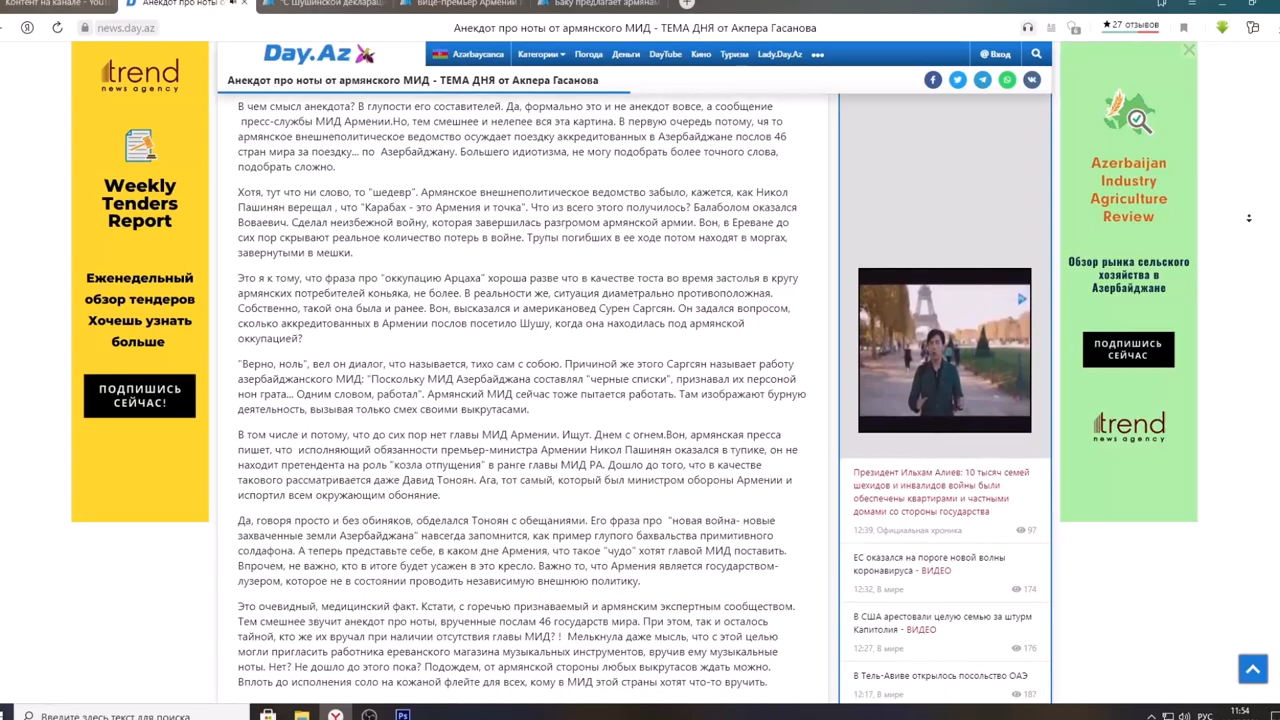 Контент на канале - YouT
Анекдот про ноты о
"С Шушинской деклараци
Вице-премьер Армении
Баку предлагает армянам
news.day.az
Анекдот про ноты от армянского МИД - ТЕМА ДНЯ от Акпера Гасанова
★27 отзывов
Day.Az
Azərbaycanca
Категории
Погода
Деньги
DayTube
Кино
Туризм
Lady.Day.Az
Вход
Анекдот про ноты от армянского МИД - ТЕМА ДНЯ от Акпера Гасанова
В чем смысл анекдота? В глупости его составителей. Да, формально это и не анекдот вовсе, а сообщение
пресс-службы МИД Армении.Но, тем смешнее и нелепее вся эта картина. В первую очередь потому, чя то
армянское внешнеполитическое ведомство осуждает поездку аккредитованных в Азербайджане послов 46
стран мира за поездку... по Азербайджану. Большего идиотизма, не могу подобрать более точного слова,
подобрать сложно.
Хотя, тут что ни слово, то "шедевр". Армянское внешнеполитическое ведомство забыло, кажется, как Никол
Пашинян верещал , что "Карабах - это Армения и точка". Что из всего этого получилось? Балаболом оказался
Воваевич. Сделал неизбежной войну, которая завершилась разгромом армянской армии. Вон, в Ереване до
сих пор скрывают реальное количество потерь в войне. Трупы погибших в ее ходе потом находят в моргах,
завернутыми в мешки.
Это я к тому, что фраза про "оккупацию Арцаха" хороша разве что в качестве тоста во время застолья в кругу
армянских потребителей коньяка, не более. В реальности же, ситуация диаметрально противоположная.
Собственно, такой она была и ранее. Вон, высказался и американовед Сурен Саргсян. Он задался вопросом,
сколько аккредитованных в Армении послов посетило Шушу, когда она находилась под армянской
оккупацией?
"Верно, ноль", вел он диалог, что называется, тихо сам с собою. Причиной же этого Саргсян называет работу
азербайджанского МИД: "Поскольку МИД Азербайджана составлял "черные списки", признавал их персоной
нон грата... Одним словом, работал". Армянский МИД сейчас тоже пытается работать. Там изображают бурную
деятельность, вызывая только смех своими выкрутасами.
В том числе и потому, что до сих пор нет главы МИД Армении. Ищут. Днем с огнем.Вон, армянская пресса
пишет, что исполняющий обязанности премьер-министра Армении Никол Пашинян оказался в тупике, он не
находит претендента на роль "козла отпущения" в ранге главы МИД РА. Дошло до того, что в качестве
такового рассматривается даже Давид Тоноян. Ага, тот самый, который был министром обороны Армении и
испортил всем окружающим обоняние.
Да, говоря просто и без обиняков, обделался Тоноян с обещаниями. Его фраза про "новая война- новые
захваченные земли Азербайджана" навсегда запомнится, как пример глупого бахвальства примитивного
солдафона. А теперь представьте себе, в каком дне Армения, что такое "чудо" хотят главой МИД поставить.
Впрочем, не важно, кто в итоге будет усажен в это кресло. Важно то, что Армения является государством-
лузером, которое не в состоянии проводить независимую внешнюю политику.
Это очевидный, медицинский факт. Кстати, с горечью признаваемый и армянским экспертным сообществом.
Тем смешнее звучит анекдот про ноты, врученные послам 46 государств мира. При этом, так и осталось
тайной, кто же их вручал при наличии отсутствия главы МИД? ! Мелькнула даже мысль, что с этой целью
могли пригласить работника ереванского магазина музыкальных инструментов, вручив ему музыкальные
ноты. Нет? Не дошло до этого пока? Подождем, от армянской стороны любых выкрутасов ждать можно.
Вплоть до исполнения соло на кожаной флейте для всех, кому в МИД этой страны хотят что-то вручить.
trend
news agency
Weekly
Tenders
Report
Еженедельный
обзор тендеров
Хочешь узнать
больше
ПОДПИШИСЬ
СЕЙЧАС!
Президент Ильхам Алиев: 10 тысяч семей
шехидов и инвалидов войны были
обеспечены квартирами и частными
домами со стороны государства
12:39, Официальная хроника
97
ЕС оказался на пороге новой волны
коронавируса - ВИДЕО
12:32, В мире
174
В США арестовали целую семью за штурм
Капитолия - ВИДЕО
12:27, В мире
176
В Тель-Авиве открылось посольство ОАЭ
12:17, В мире
187
Azerbaijan
Industry
Agriculture
Review
Обзор рынка сельского
хозяйства в
Азербайджане
ПОДПИШИСЬ
СЕЙЧАС
trend
news agency
Введите здесь текст для поиска
Ps
РУС
11:54